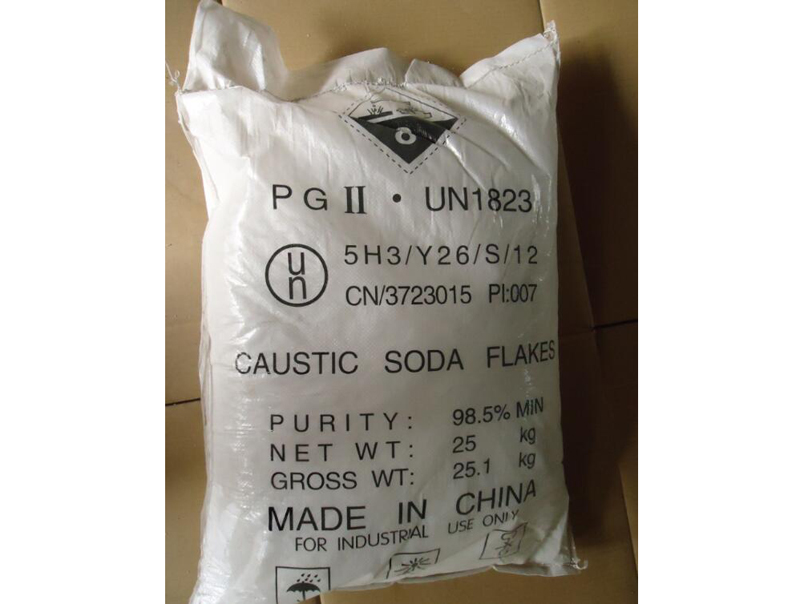 8
PG II · UN1823
un 5H3/Y26/S/12
CN/3723015 PI:007
CAUSTIC SODA FLAKES
PURITY: 98.5% MiN
NET WT: 25 kg
GROSS WT: 25.1 kg
MADE IN CHINA
FOR INDUSTRIAL USE ONLY